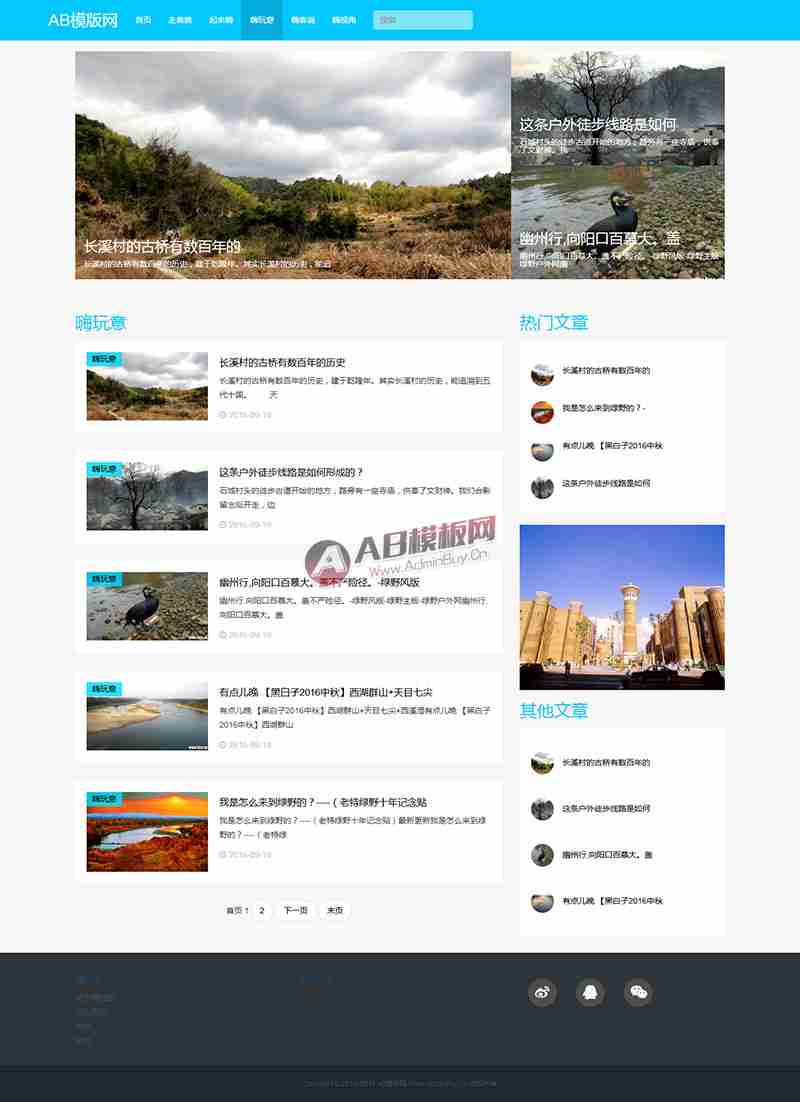 AB模版网
首页
起来嗨
嗨玩意
嗨视角
搜索
长溪村的古桥有数百年的
长溪村的古桥有数百年的历史，建于乾隆年。其实长溪村的历史，能追
这条户外徒步线路是如何
石城村头的徒步古道开始的地方，路旁有一座寺庙，供奉
了文财神。我
幽州行,向阳口百慕大。盖
幽州行,向阳口百慕大。盖不严险径。-绿野风版-绿野主版
-绿野户外网幽
嗨玩意
嗨玩意
长溪村的古桥有数百年的历史
长溪村的古桥有数百年的历史，建于乾隆年。其实长溪村的历史，能追溯到五
代十国。 天
2016-09-19
嗨玩意
这条户外徒步线路是如何形成的？
石城村头的徒步古道开始的地方，路旁有一座寺庙，供奉了文财神。我们合影
留念后开走，边
2016-09-19
嗨玩意
幽州行,向阳口百慕大。盖不严险径。-绿野风版
幽州行,向阳口百慕大。盖不严险径。-绿野风版-绿野主版-绿野户外网幽州行,
向阳口百慕大。盖
2016-09-19
嗨玩意
有点儿晚 【黑白子2016中秋】西湖群山+天目七尖
有点儿晚 【黑白子2016中秋】西湖群山+天目七尖+西溪湿有点儿晚 【黑白子
2016中秋】西湖群山
2016-09-19
嗨玩意
我是怎么来到绿野的？----（老特绿野十年记念贴
我是怎么来到绿野的？----（老特绿野十年记念贴）最新更新我是怎么来到绿
野的？----（老特绿
2016-09-19
首页 1 2 下一页 末页
热门文章
长溪村的古桥有数百年的
我是怎么来到绿野的？-
有点儿晚 【黑白子2016中秋
这条户外徒步线路是如何
其他文章
长溪村的古桥有数百年的
这条户外徒步线路是如何
幽州行,向阳口百慕大。盖
有点儿晚 【黑白子2016中秋
AB模板网
www.AdminBuy.Cn